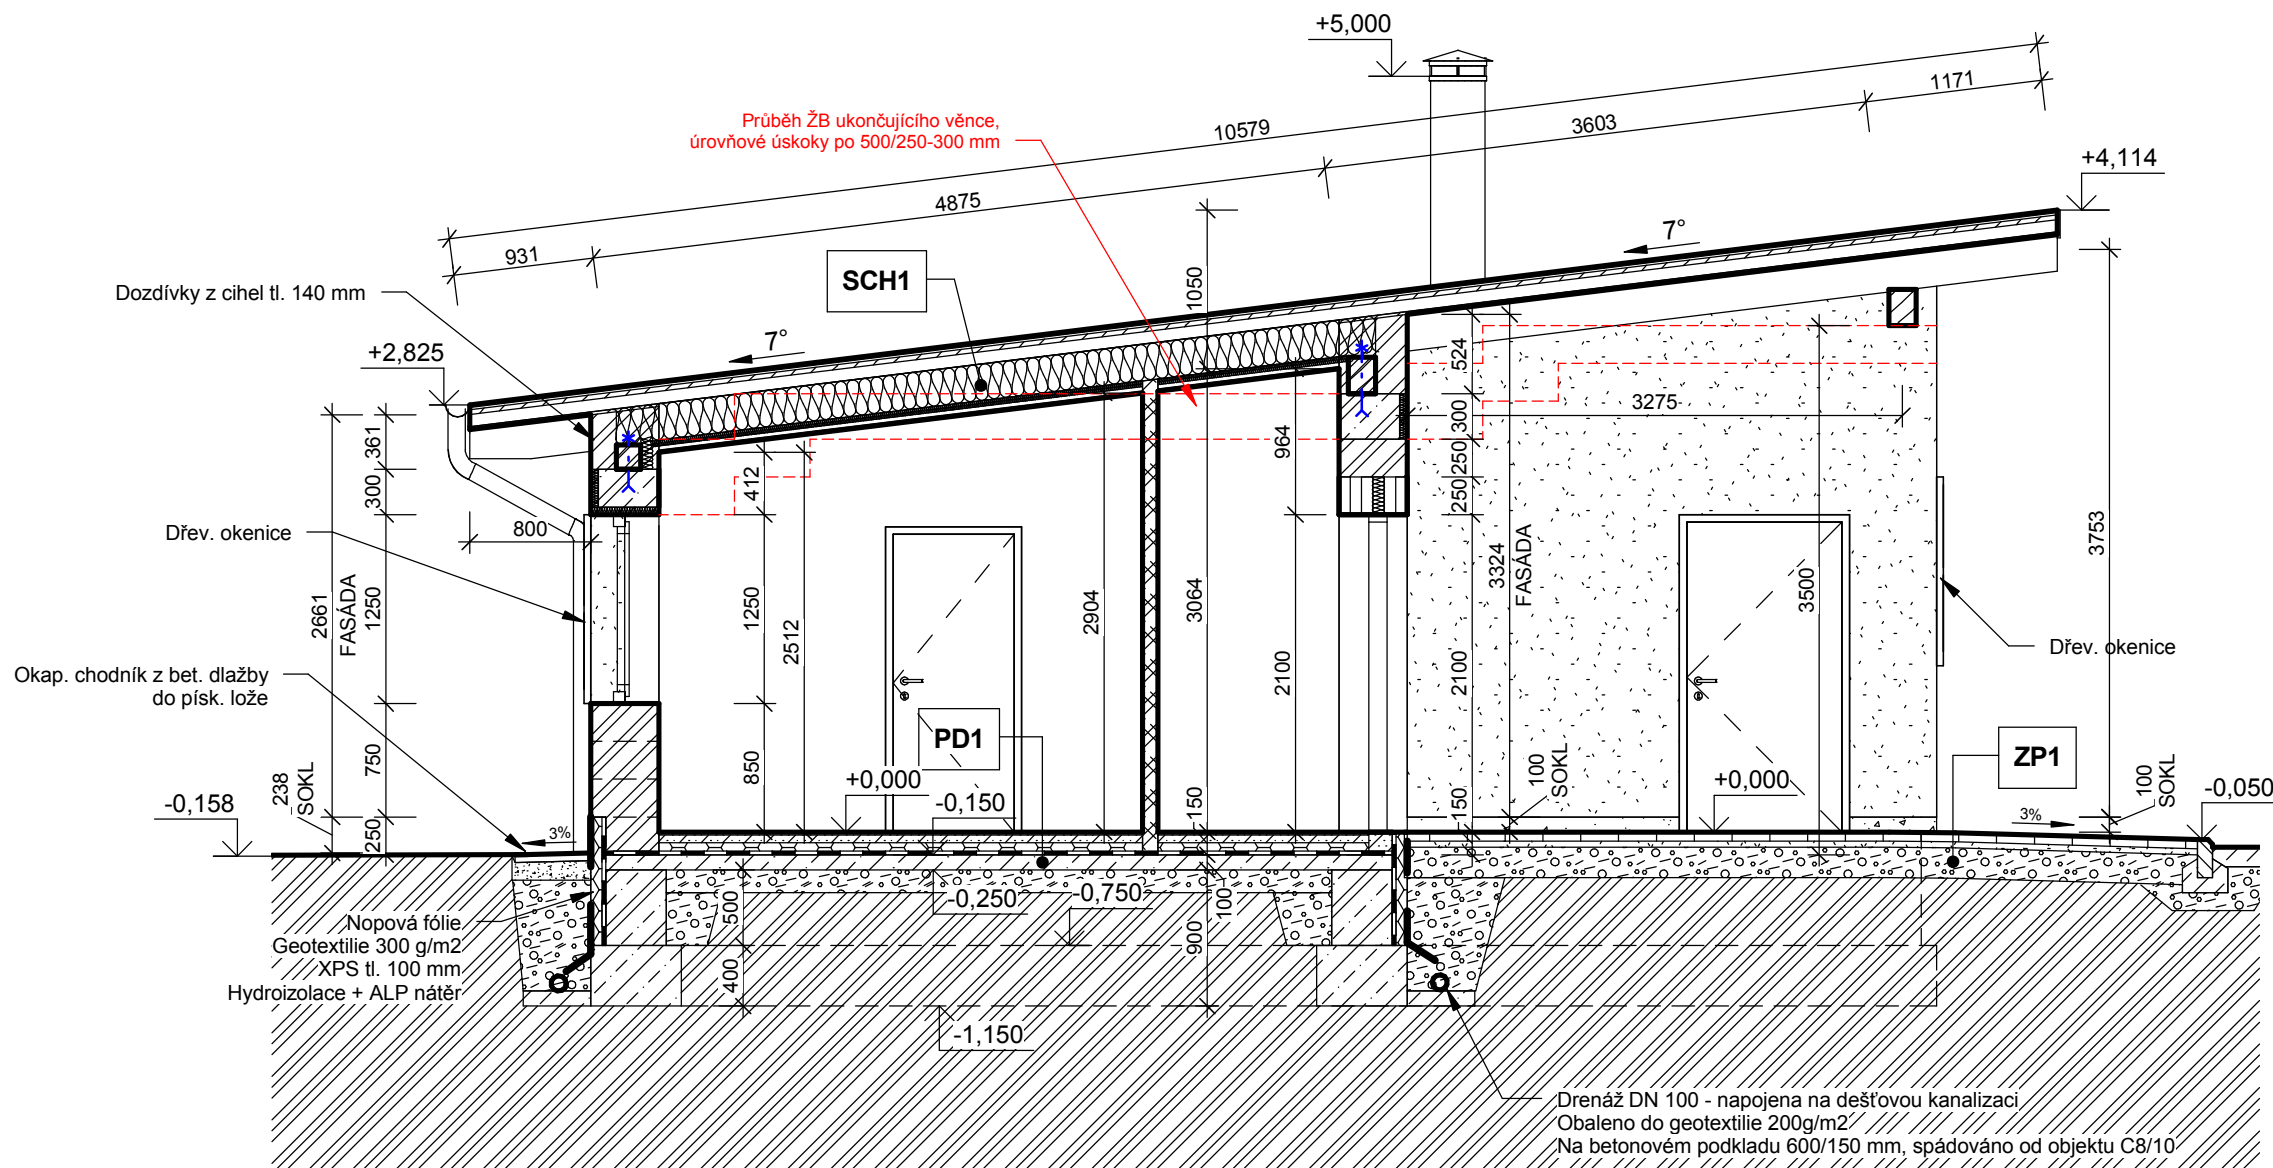 +5,000
1171
3603
10579
Průběh ŽB ukončujícího věnce,
úrovňové úskoky po 500/250-300 mm
4875
931
+4,114
7°
SCH1
1050
Dozdívky z cihel tl. 140 mm
7°
+2,825
361
300
412
964
524
300
250
250
3275
3753
800
Dřev. okenice
2661
FASÁDA
1250
1250
2512
2904
3064
2100
2100
3324
FASÁDA
3500
Dřev. okenice
Okap. chodník z bet. dlažby
do písk. lože
750
850
PD1
ZP1
238
SOKL
250
-0,158
3%
+0,000
-0,150
150
150
100
SOKL
+0,000
3%
100
SOKL
-0,050
Nopová fólie
Geotextilie 300 g/m2
XPS tl. 100 mm
Hydroizolace + ALP nátěr
500
400
-0,250
-0,750
100
900
-1,150
Drenáž DN 100 - napojena na dešťovou kanalizaci
Obaleno do geotextilie 200g/m2
Na betonovém podkladu 600/150 mm, spádováno od objektu C8/10